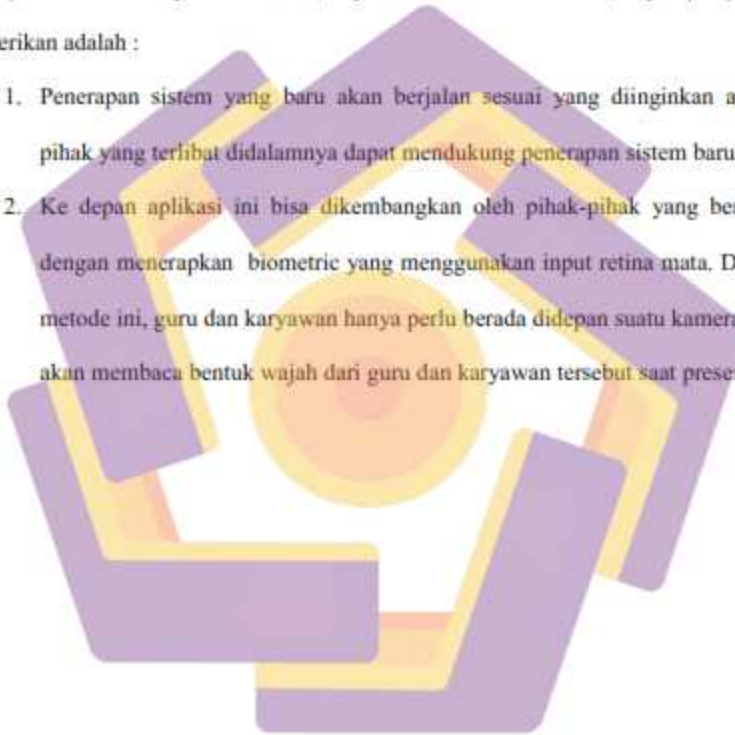 erikan adalah :
1. Penerapan sistem yang baru akan berjalan sesuai yang diinginkan a
pihak yang terlibat didalamnya dapat mendukung penerapan sistem baru
2. Ke depan aplikasi ini bisa dikembangkan oleh pihak-pihak yang ber
dengan menerapkan biometric yang menggunakan input retina mata. D
metode ini, guru dan karyawan hanya perlu berada didepan suatu kamera
akan membaca bentuk wajah dari guru dan karyawan tersebut saat prese